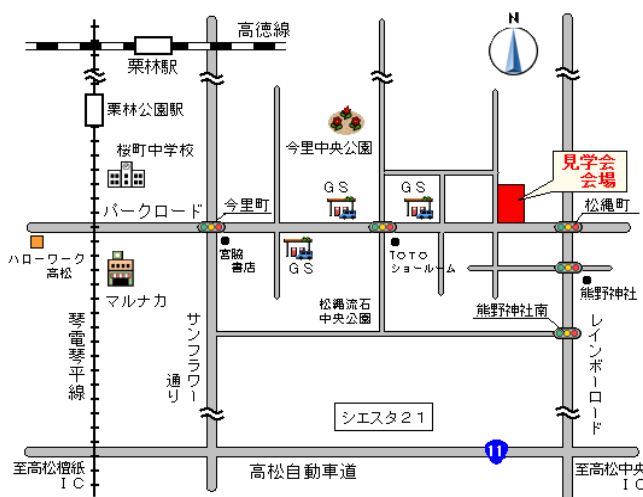 高徳線
N
栗林駅
栗林公園駅
桜町中学校
今里中央公園
見学会
会場
GS
GS
パークロード
今里町
松縄町
ハローワーク
高松
宮脇
書店
GS
TOTO
ショールーム
マルナカ
熊野神社
松縄流石
中央公園
熊野神社南
琴電琴平線
サンフラワー
通り
レインボーロード
シエスタ21
11
至高松檀紙
IC
高松自動車道
至高松中央
IC